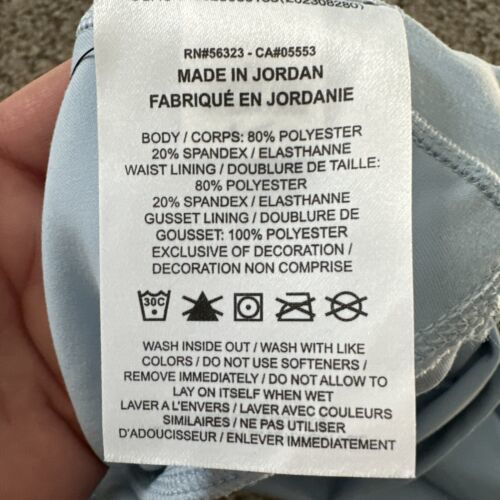 RN#56323 - CA#05553
MADE IN JORDAN
FABRIQUÉ EN JORDANIE
BODY / CORPS: 80% POLYESTER
20% SPANDEX / ELASTHANNE
WAIST LINING / DOUBLURE DE TAILLE:
80% POLYESTER
20% SPANDEX / ELASTHANNE
GUSSET LINING / DOUBLURE DE
GOUSSET: 100% POLYESTER
EXCLUSIVE OF DECORATION /
DECORATION NON COMPRISE
30C
WASH INSIDE OUT / WASH WITH LIKE
COLORS / DO NOT USE SOFTENERS /
REMOVE IMMEDIATELY / DO NOT ALLOW TO
LAY ON ITSELF WHEN WET
LAVER A L'ENVERS / LAVER AVEC COULEURS
SIMILAIRES / NE PAS UTILISER
D'ADOUCISSEUR / ENLEVER IMMEDIATEMENT